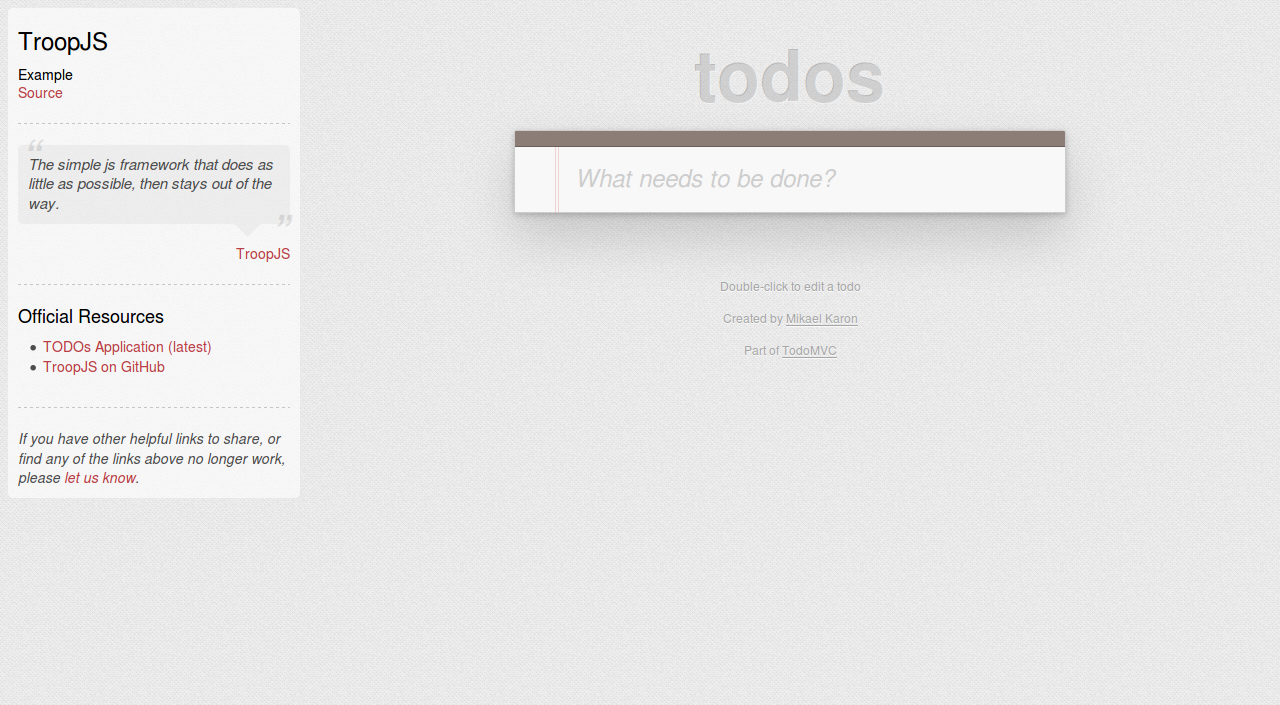 TroopJS
Example
Source
“
The simple js framework that does as
little as possible, then stays out of the
way.
”
TroopJS
Official Resources
• TODOs Application (latest)
• TroopJS on GitHub
If you have other helpful links to share, or
find any of the links above no longer work,
please let us know.
todos
What needs to be done?
Double-click to edit a todo
Created by Mikael Karon
Part of TodoMVC